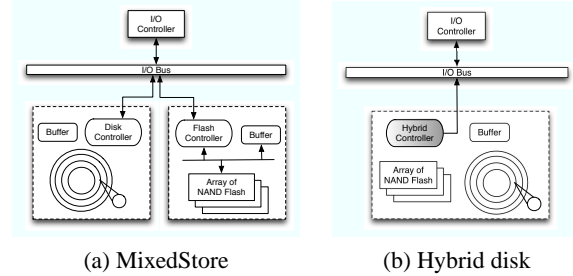 I/O
Controller
I/O Bus
Buffer
Disk
Controller
Flash
Controller
Buffer
Array of
NAND Flash
(a) MixedStore
I/O
Controller
I/O Bus
Hybrid
Controller
Buffer
Array of
NAND Flash
(b) Hybrid disk